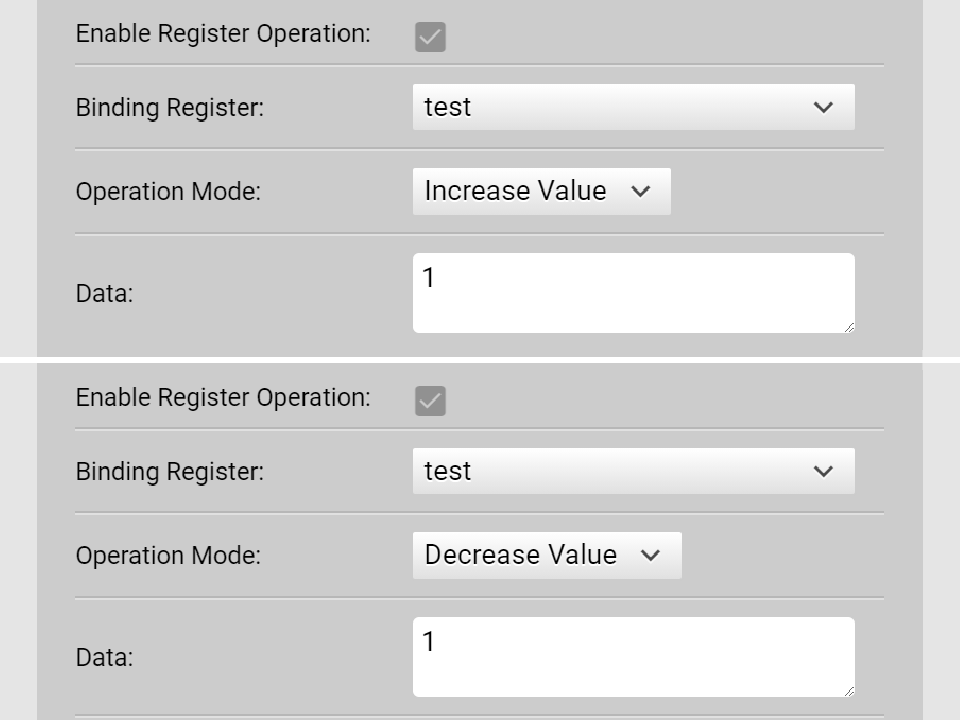 Enable Register Operation:
Binding Register: test
Operation Mode: Increase Value
Data: 1
Enable Register Operation:
Binding Register: test
Operation Mode: Decrease Value
Data: 1